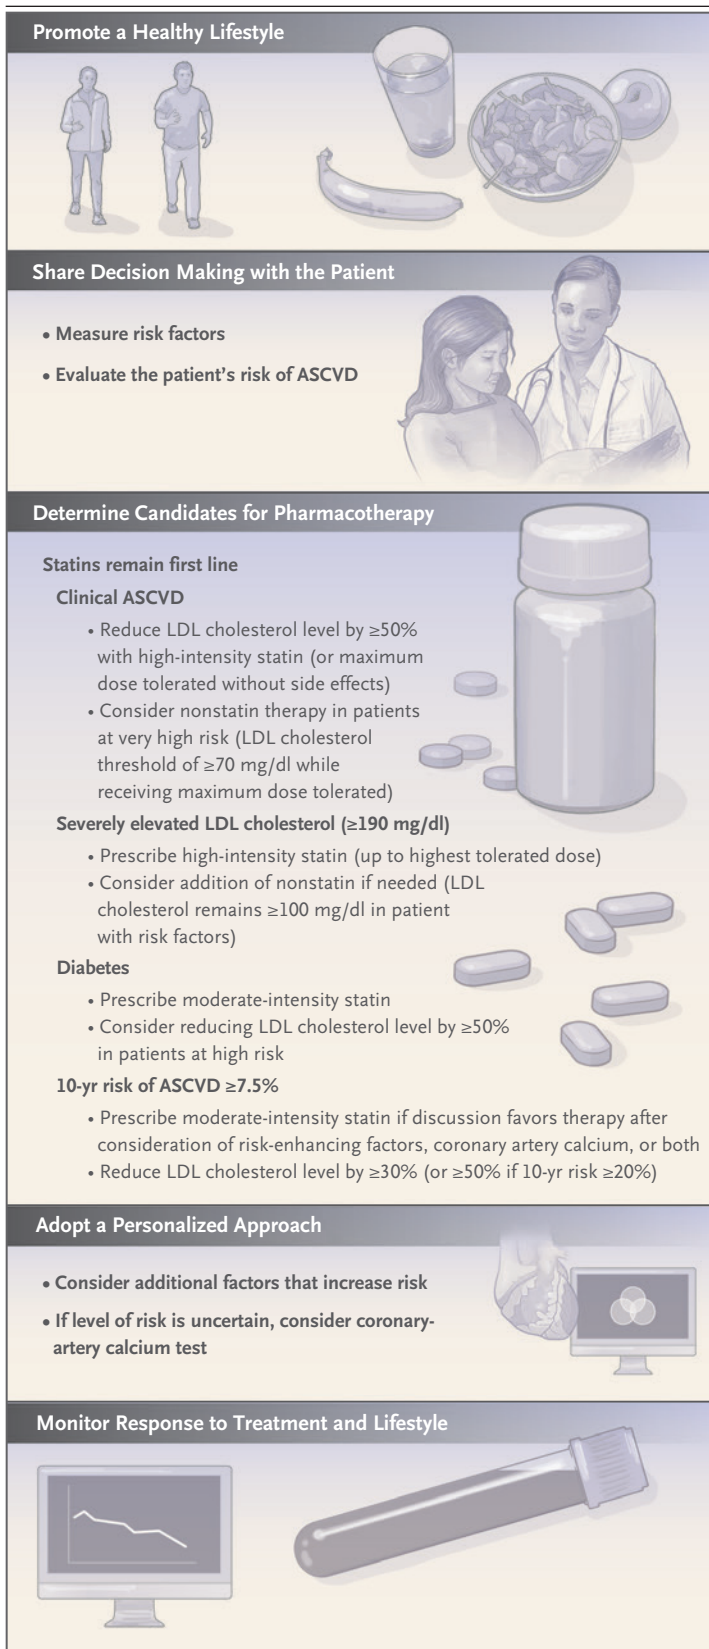 Promote a Healthy Lifestyle
Share Decision Making with the Patient
• Measure risk factors
• Evaluate the patient's risk of ASCVD
Determine Candidates for Pharmacotherapy
Statins remain first line
Clinical ASCVD
• Reduce LDL cholesterol level by ≥50%
with high-intensity statin (or maximum
dose tolerated without side effects)
• Consider nonstatin therapy in patients
at very high risk (LDL cholesterol
threshold of ≥70 mg/dl while
receiving maximum dose tolerated)
Severely elevated LDL cholesterol (≥190 mg/dl)
• Prescribe high-intensity statin (up to highest tolerated dose)
• Consider addition of nonstatin if needed (LDL
cholesterol remains ≥100 mg/dl in patient
with risk factors)
Diabetes
• Prescribe moderate-intensity statin
• Consider reducing LDL cholesterol level by ≥50%
in patients at high risk
10-yr risk of ASCVD ≥7.5%
• Prescribe moderate-intensity statin if discussion favors therapy after
consideration of risk-enhancing factors, coronary artery calcium, or both
• Reduce LDL cholesterol level by ≥30% (or ≥50% if 10-yr risk ≥20%)
Adopt a Personalized Approach
• Consider additional factors that increase risk
• If level of risk is uncertain, consider coronary-
artery calcium test
Monitor Response to Treatment and Lifestyle